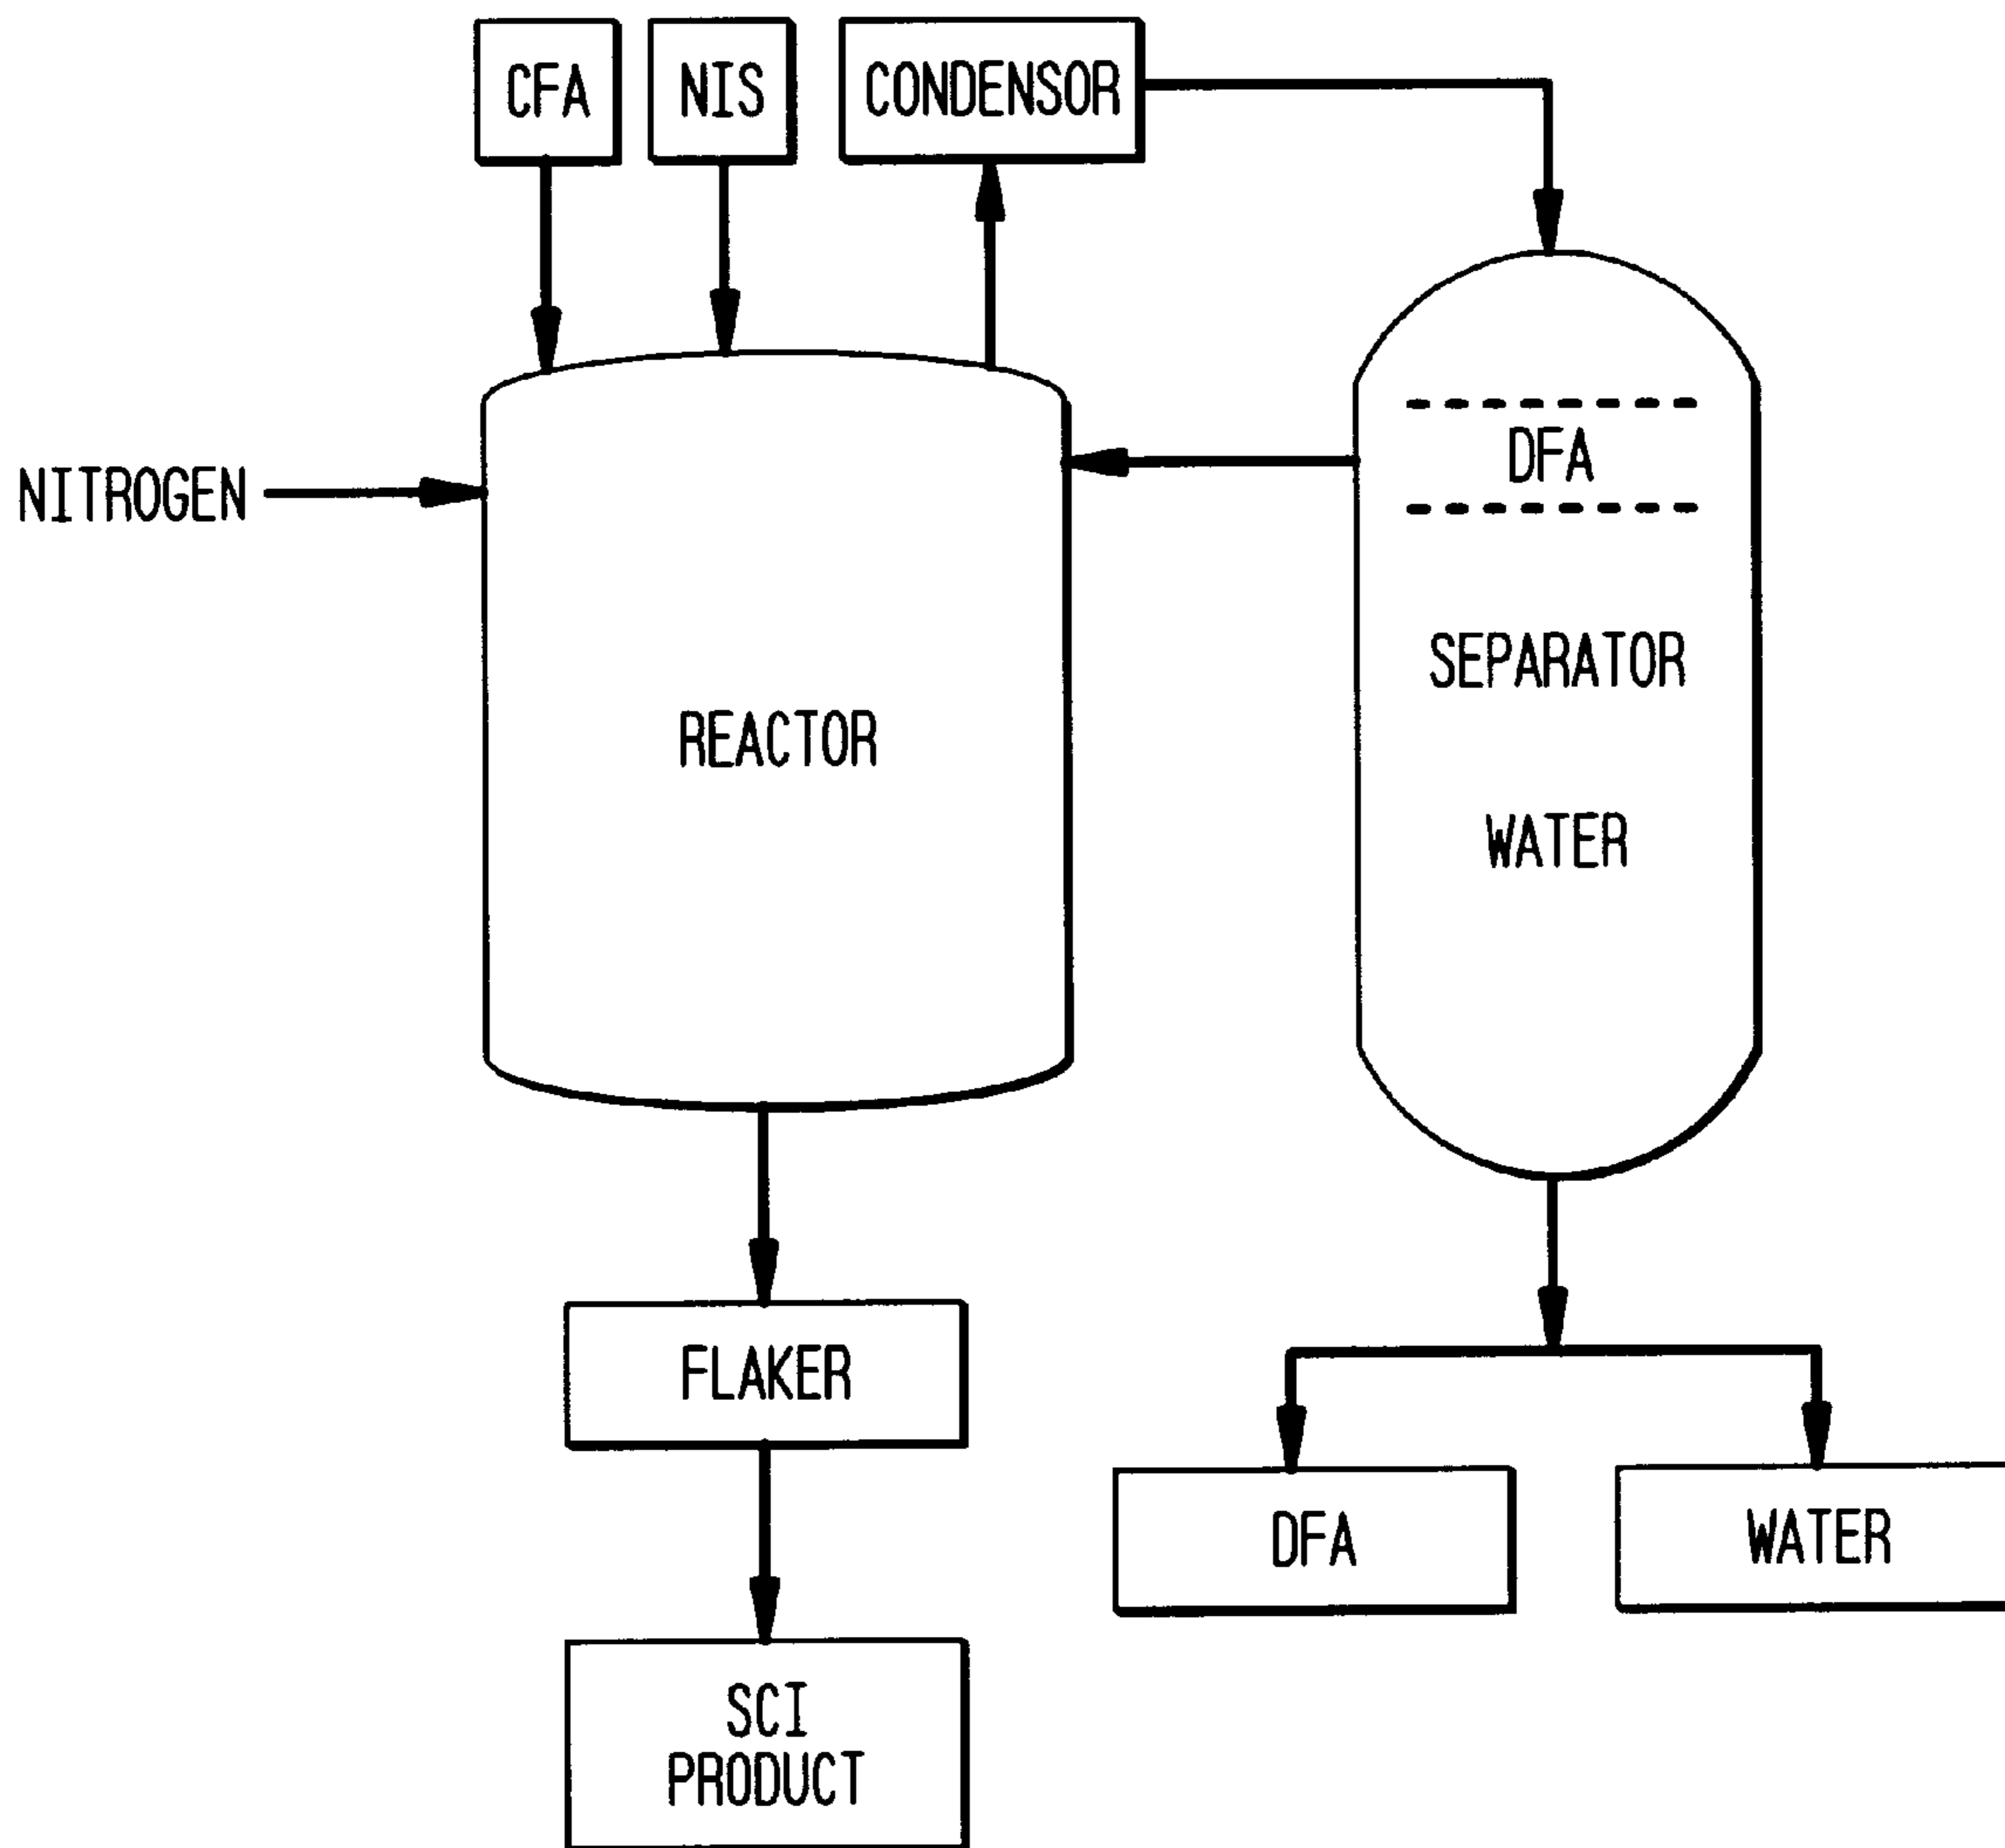 CFA
NIS
CONDENSOR
NITROGEN
DFA
SEPARATOR
REACTOR
WATER
FLAKER
DFA
WATER
SCI
PRODUCT